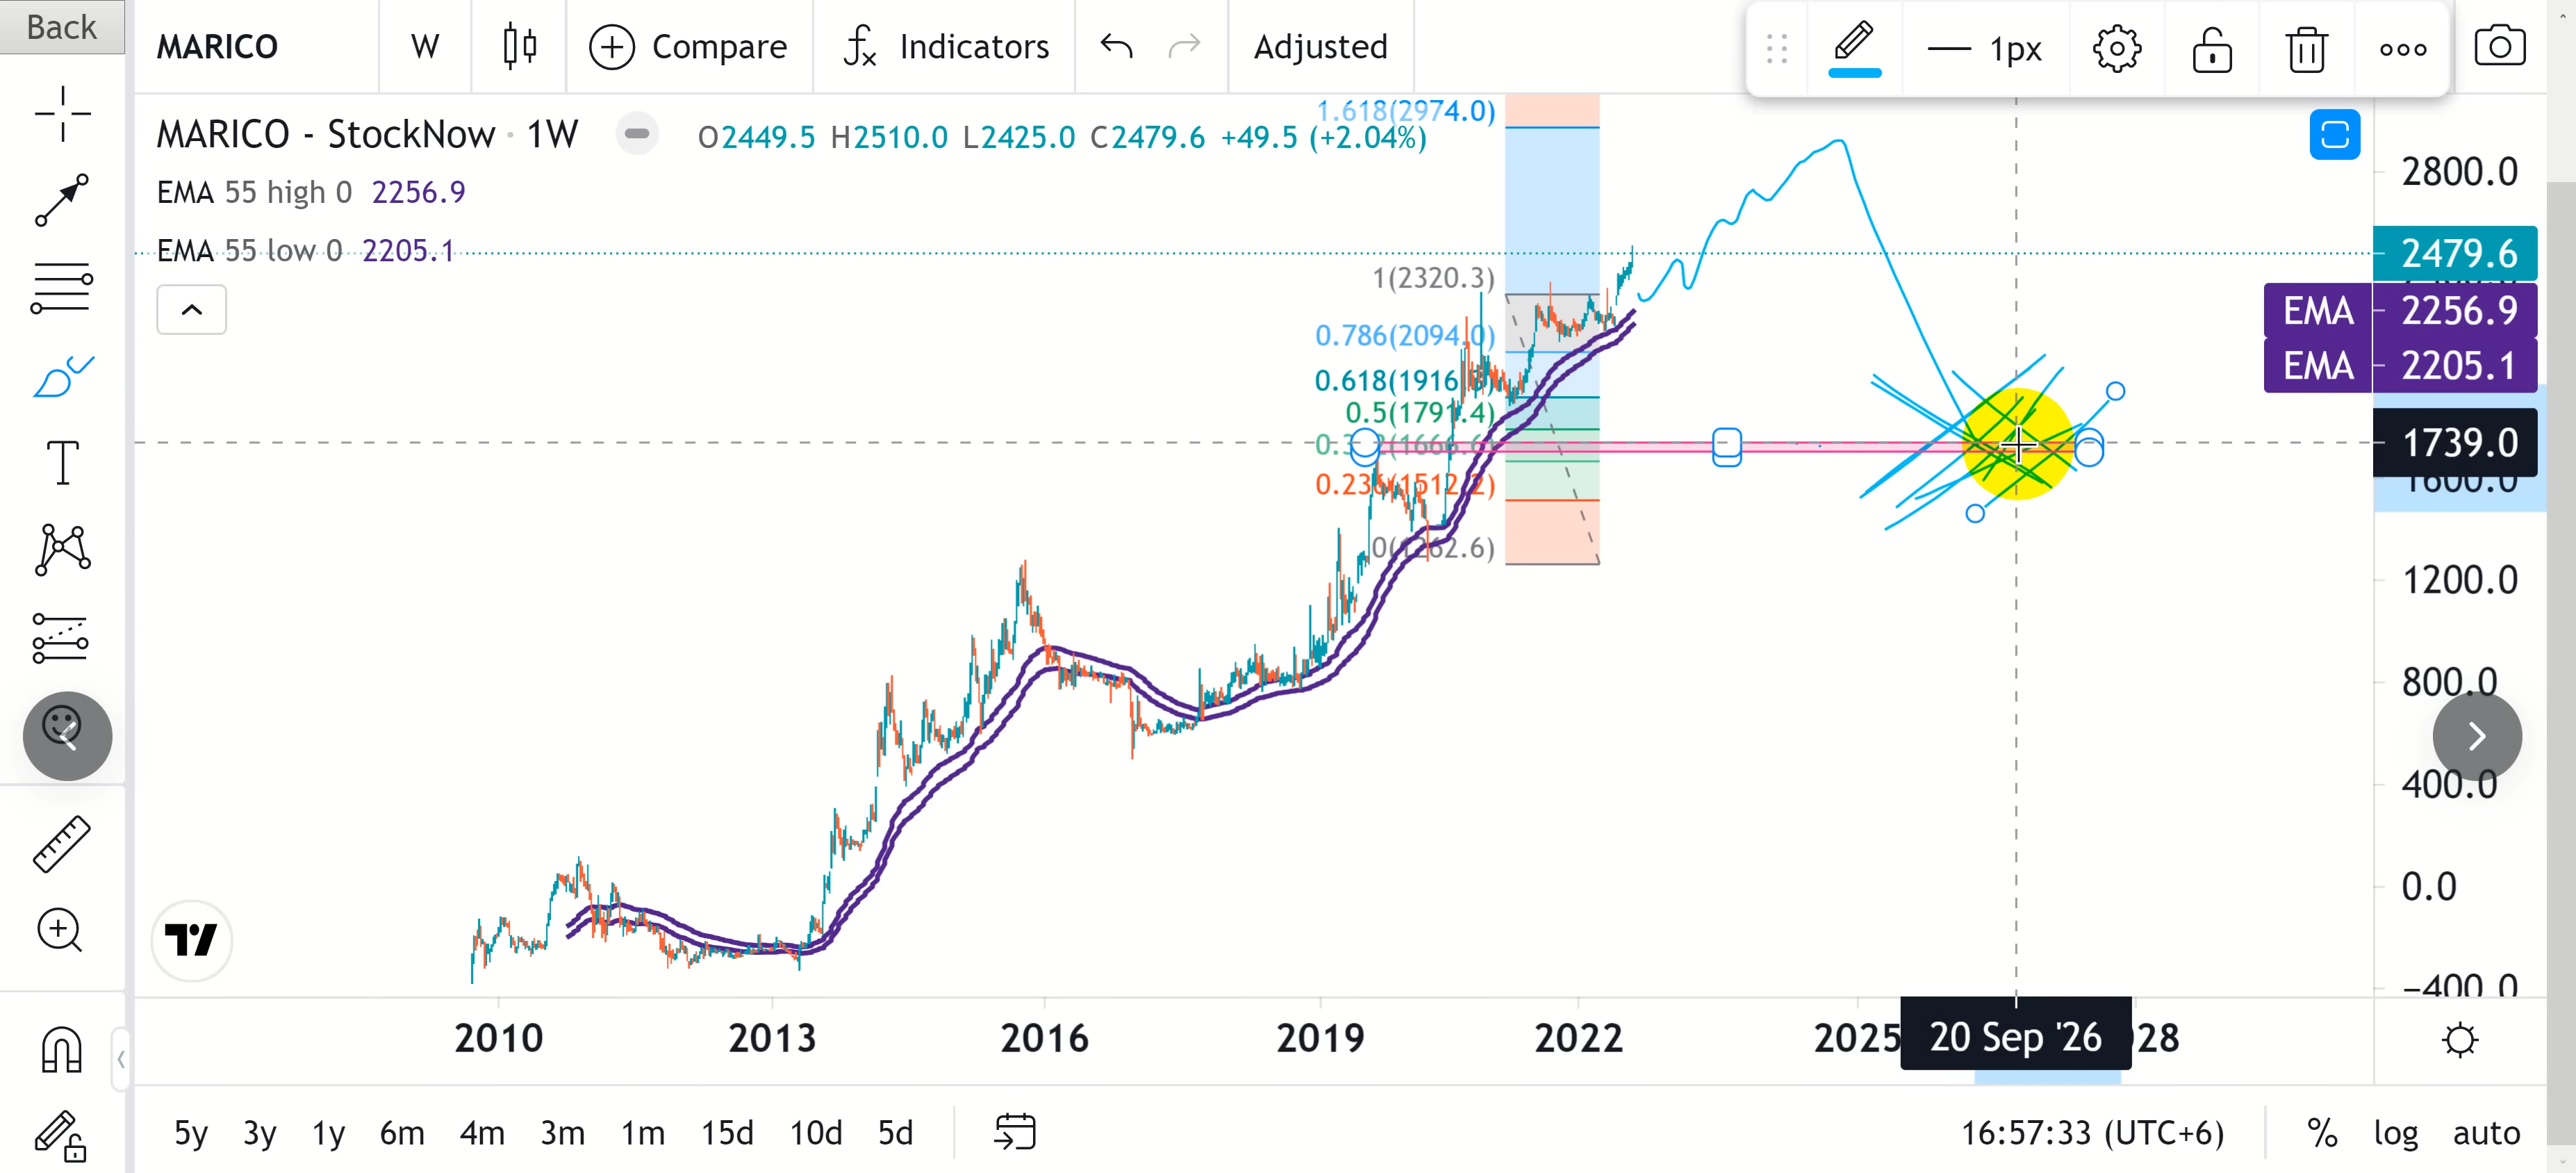 Back
MARICO W Compare Indicators Adjusted 1px
MARICO - StockNow · 1W O2449.5 H2510.0 L2425.0 C2479.6 +49.5 (+2.04%)
EMA 55 high 0 2256.9
EMA 55 low 0 2205.1
1.618(2974.0)
1(2320.3)
0.786(2094.0)
0.618(1916
0.5(1791.4)
0.236(1512.2)
0(1262.6)
2800.0
2479.6
EMA 2256.9
EMA 2205.1
1739.0
1600.0
1200.0
800.0
400.0
0.0
−400.0
2010 2013 2016 2019 2022 2025 20 Sep '26 28
5y 3y 1y 6m 4m 3m 1m 15d 10d 5d 16:57:33 (UTC+6) % log auto